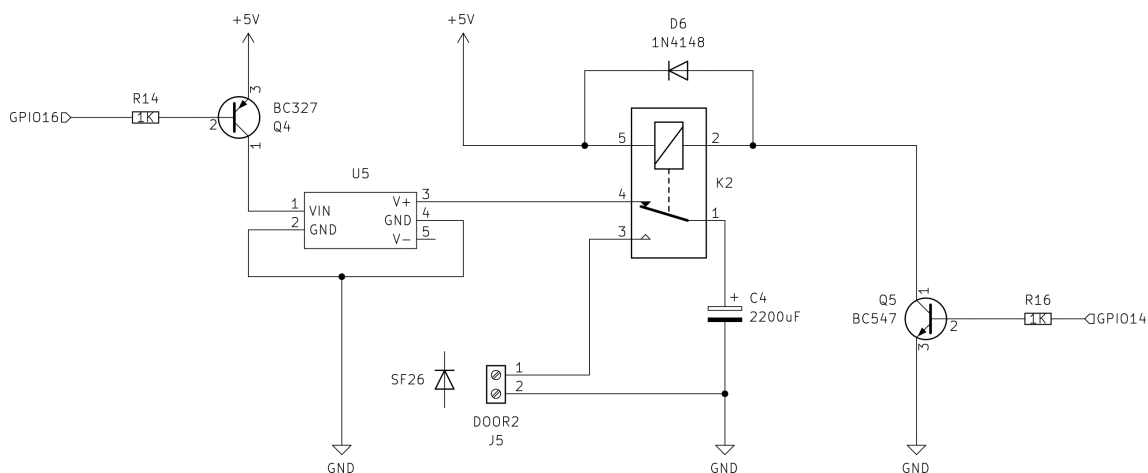 +5V
+5V
D6
1N4148
GPIO16
R14
1K
2
3
1
BC327
Q4
5
2
K2
U5
1
2
VIN
GND
V+
GND
V-
3
4
5
4
3
1
+
C4
2200uF
Q5
BC547
1
2
3
R16
1K
GPIO14
SF26
1
2
DOOR2
J5
GND
GND
GND